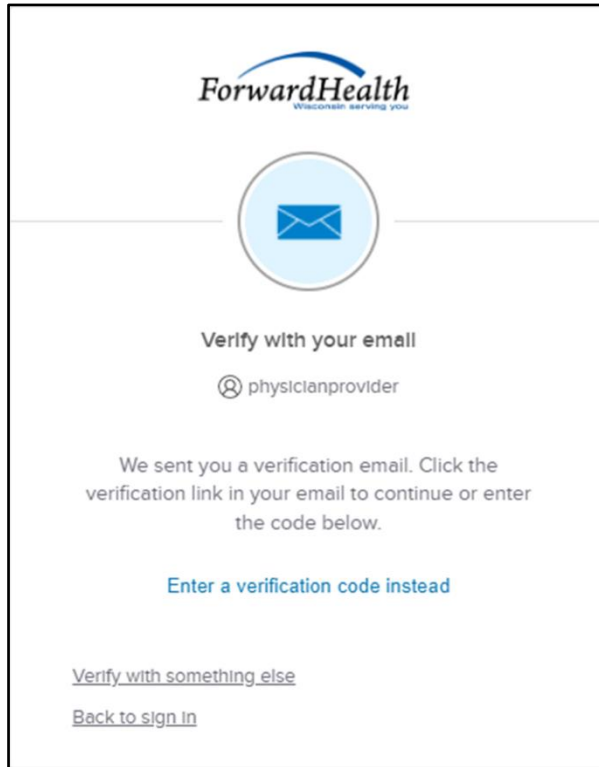 ForwardHealth
Wisconsin serving you
Verify with your email
physicianprovider
We sent you a verification email. Click the
verification link in your email to continue or enter
the code below.
Enter a verification code instead
Verify with something else
Back to sign in